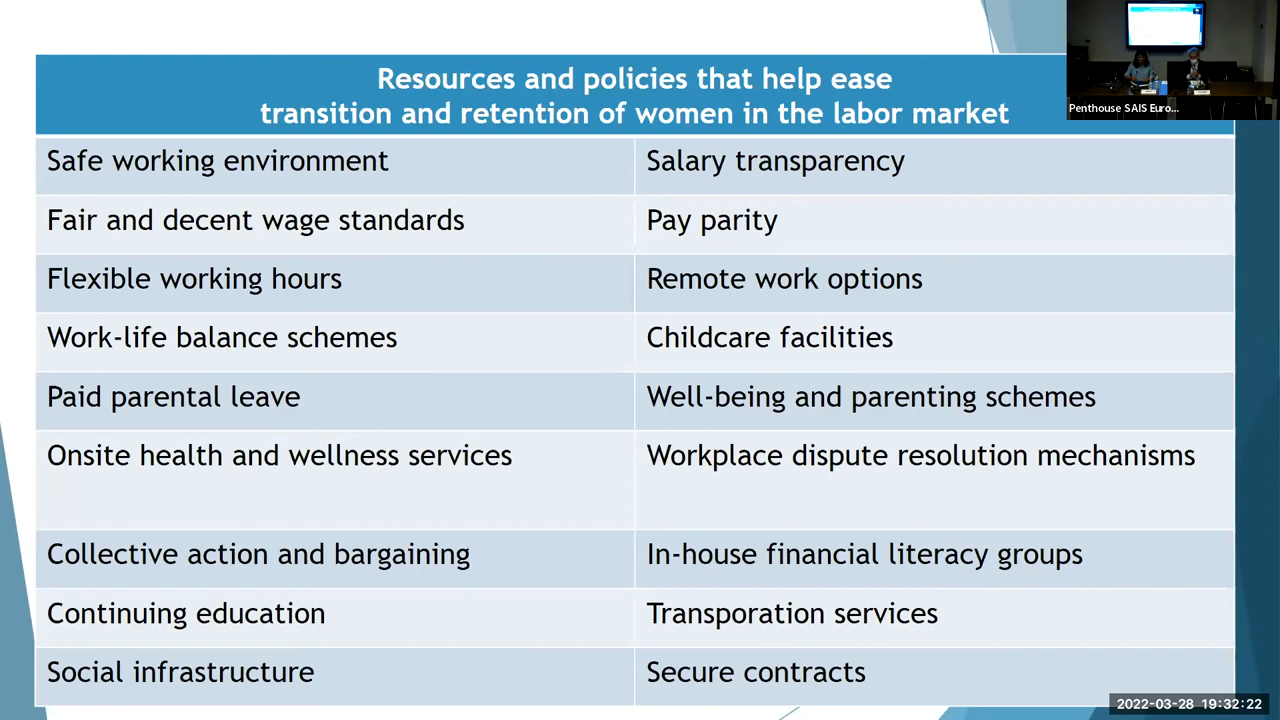 Resources and policies that help ease
transition and retention of women in the labor market
Penthouse SAIS Euro...
Safe working environment
Salary transparency
Fair and decent wage standards
Pay parity
Flexible working hours
Remote work options
Work-life balance schemes
Childcare facilities
Paid parental leave
Well-being and parenting schemes
Onsite health and wellness services
Workplace dispute resolution mechanisms
Collective action and bargaining
In-house financial literacy groups
Continuing education
Transporation services
Social infrastructure
Secure contracts
2022-03-28 19:32:22